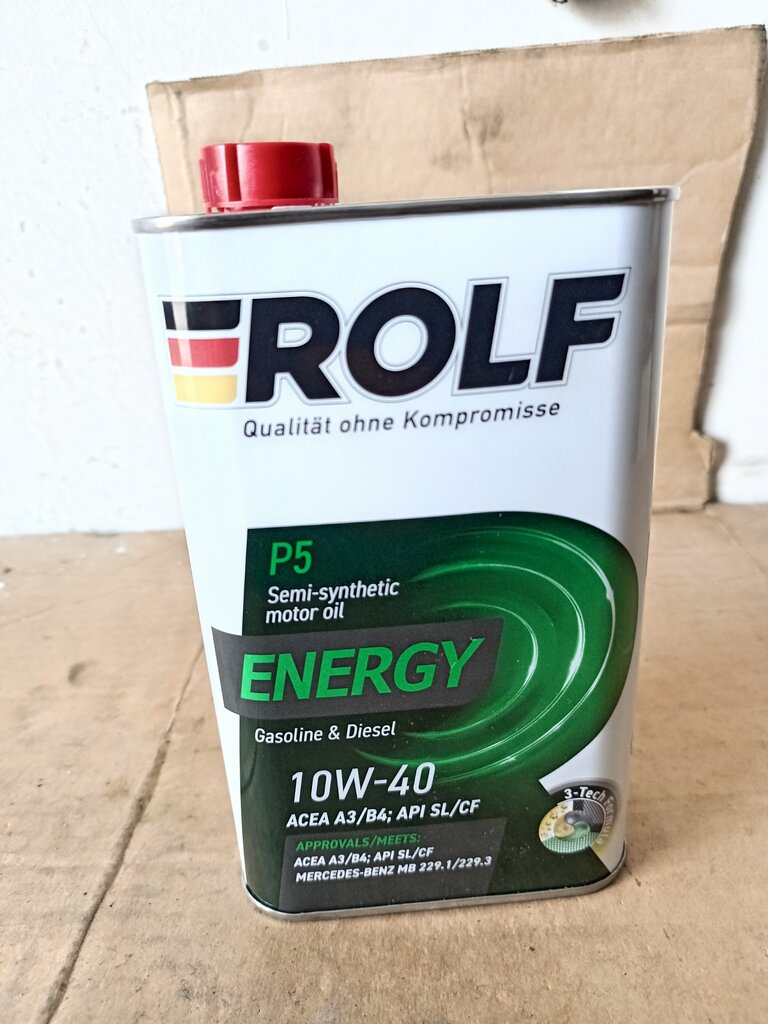 ROLF
Qualität ohne Kompromisse
P5
Semi-synthetic
motor oil
ENERGY
Gasoline & Diesel
10W-40
ACEA A3/B4; API SL/CF
APPROVALS/MEETS:
ACEA A3/B4; API SL/CF
MERCEDES-BENZ MB 229.1/229.3
3-Tech Formula